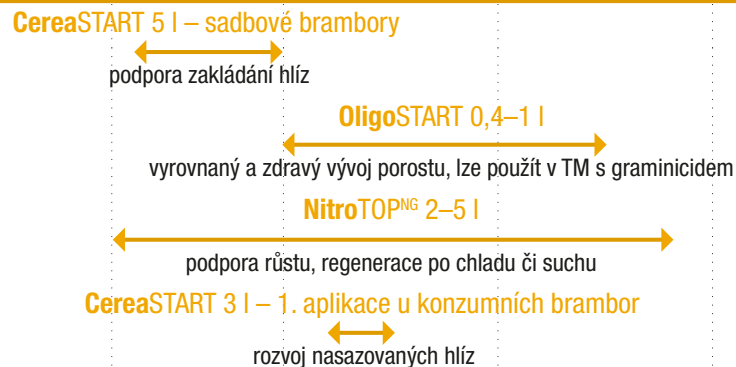 CereaSTART 5 l – sadbové brambory
podpora zakládání hlíz
OligoSTART 0,4–1 l
vyrovnaný a zdravý vývoj porostu, lze použít v TM s graminicidem
NitroTOPNG 2–5 l
podpora růstu, regenerace po chladu či suchu
CereaSTART 3 l – 1. aplikace u konzumních brambor
rozvoj nasazovaných hlíz